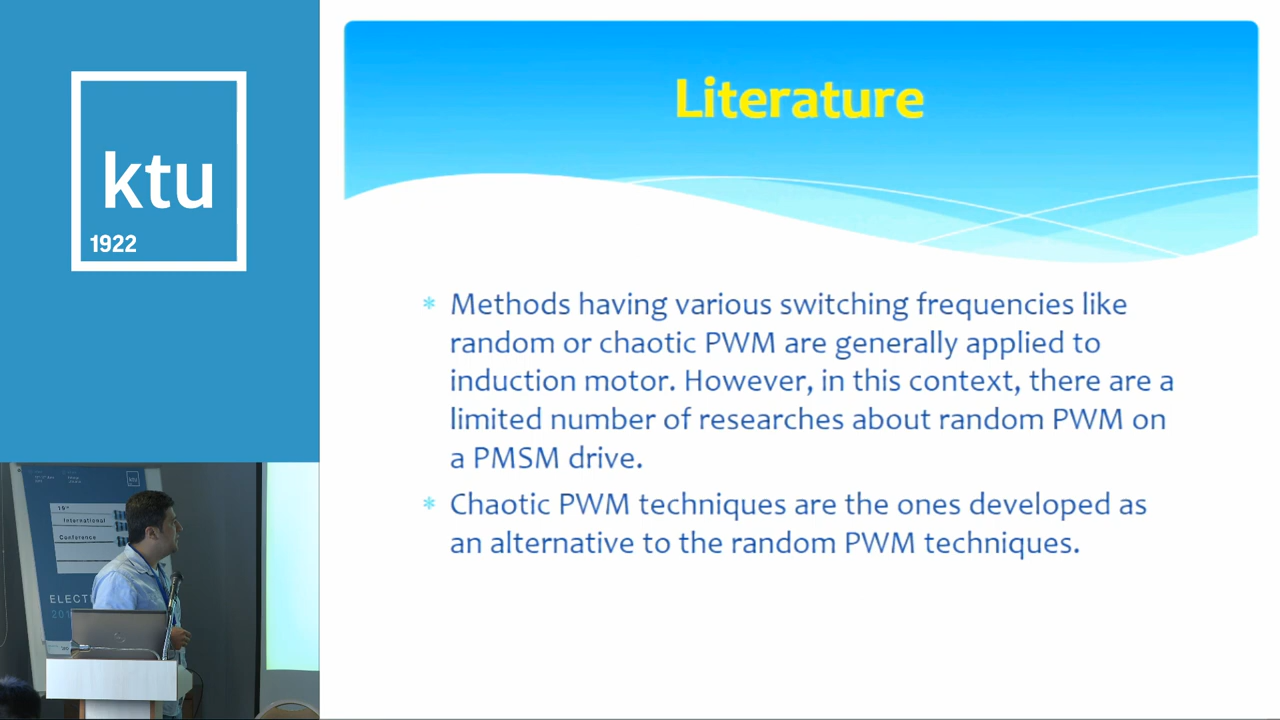 ktu
1922
Literature
* Methods having various switching frequencies like
random or chaotic PWM are generally applied to
induction motor. However, in this context, there are a
limited number of researches about random PWM on
a PMSM drive.
* Chaotic PWM techniques are the ones developed as
an alternative to the random PWM techniques.
19th
International
Conference
ELECT
201